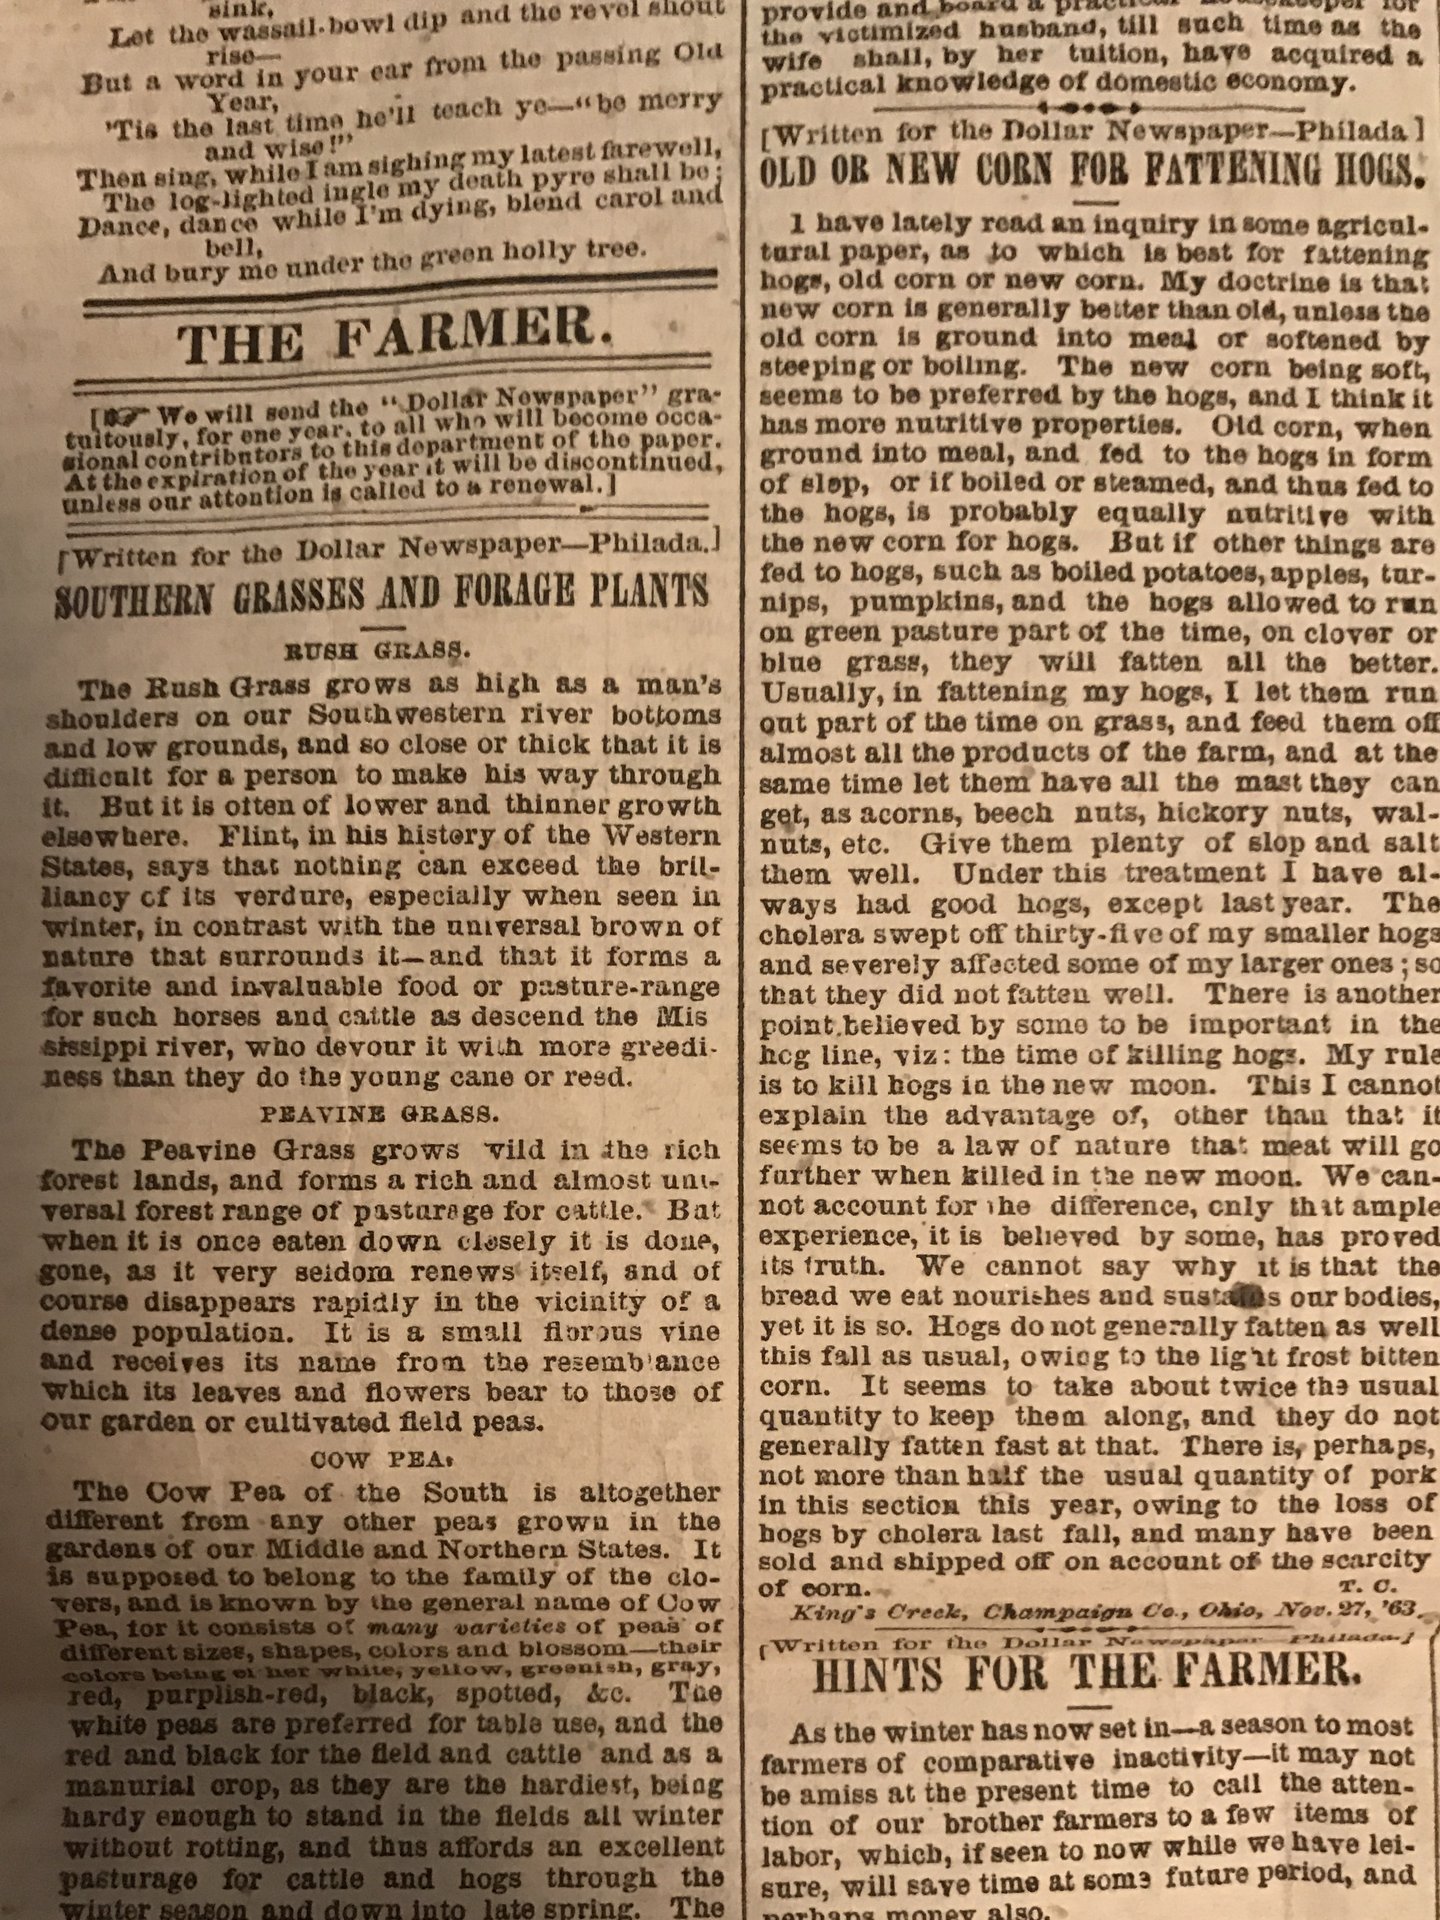 sink,
Let the wassail-bowl dip and the revel shout
rise—
But a word in your ear from the passing Old
Year,
'Tis the last time he'll teach ye—"be merry
and wise!"
Then sing, while I am sighing my latest farewell,
The log-lighted ingle my death pyre shall be;
Dance, dance while I'm dying, blend carol and
bell,
And bury me under the green holly tree.
THE FARMER.
[☞ We will send the "Dollar Newspaper" gra-
tuitously, for one year, to all who will become occa-
sional contributors to this department of the paper.
At the expiration of the year it will be discontinued,
unless our attention is called to a renewal.]
[Written for the Dollar Newspaper—Philada.]
SOUTHERN GRASSES AND FORAGE PLANTS
RUSH GRASS.
The Rush Grass grows as high as a man's
shoulders on our Southwestern river bottoms
and low grounds, and so close or thick that it is
difficult for a person to make his way through
it. But it is often of lower and thinner growth
elsewhere. Flint, in his history of the Western
States, says that nothing can exceed the bril-
liancy of its verdure, especially when seen in
winter, in contrast with the universal brown of
nature that surrounds it—and that it forms a
favorite and invaluable food or pasture-range
for such horses and cattle as descend the Mis
sissippi river, who devour it with more greedi-
ness than they do the young cane or reed.
PEAVINE GRASS.
The Peavine Grass grows wild in the rich
forest lands, and forms a rich and almost uni-
versal forest range of pasturage for cattle. But
when it is once eaten down closely it is done,
gone, as it very seldom renews itself, and of
course disappears rapidly in the vicinity of a
dense population. It is a small fibrous vine
and receives its name from the resemblance
which its leaves and flowers bear to those of
our garden or cultivated field peas.
COW PEA.
The Cow Pea of the South is altogether
different from any other peas grown in the
gardens of our Middle and Northern States. It
is supposed to belong to the family of the clo-
vers, and is known by the general name of Cow
Pea, for it consists of many varieties of peas of
different sizes, shapes, colors and blossom—their
colors being either white, yellow, greenish, gray,
red, purplish-red, black, spotted, &c. The
white peas are preferred for table use, and the
red and black for the field and cattle and as a
manurial crop, as they are the hardiest, being
hardy enough to stand in the fields all winter
without rotting, and thus affords an excellent
pasturage for cattle and hogs through the
winter season and down into late spring. The
provide and board a practical housekeeper for
the victimized husband, till such time as the
wife shall, by her tuition, have acquired a
practical knowledge of domestic economy.
[Written for the Dollar Newspaper—Philada]
OLD OR NEW CORN FOR FATTENING HOGS.
I have lately read an inquiry in some agricul-
tural paper, as to which is best for fattening
hogs, old corn or new corn. My doctrine is that
new corn is generally better than old, unless the
old corn is ground into meal or softened by
steeping or boiling. The new corn being soft,
seems to be preferred by the hogs, and I think it
has more nutritive properties. Old corn, when
ground into meal, and fed to the hogs in form
of slop, or if boiled or steamed, and thus fed to
the hogs, is probably equally nutritive with
the new corn for hogs. But if other things are
fed to hogs, such as boiled potatoes, apples, tur-
nips, pumpkins, and the hogs allowed to run
on green pasture part of the time, on clover or
blue grass, they will fatten all the better.
Usually, in fattening my hogs, I let them run
out part of the time on grass, and feed them off
almost all the products of the farm, and at the
same time let them have all the mast they can
get, as acorns, beech nuts, hickory nuts, wal-
nuts, etc. Give them plenty of slop and salt
them well. Under this treatment I have al-
ways had good hogs, except last year. The
cholera swept off thirty-five of my smaller hogs
and severely affected some of my larger ones; so
that they did not fatten well. There is another
point believed by some to be important in the
hog line, viz: the time of killing hogs. My rule
is to kill hogs in the new moon. This I cannot
explain the advantage of, other than that it
seems to be a law of nature that meat will go
further when killed in the new moon. We can-
not account for the difference, only that ample
experience, it is believed by some, has proved
its truth. We cannot say why it is that the
bread we eat nourishes and sustains our bodies,
yet it is so. Hogs do not generally fatten as well
this fall as usual, owing to the light frost bitten
corn. It seems to take about twice the usual
quantity to keep them along, and they do not
generally fatten fast at that. There is, perhaps,
not more than half the usual quantity of pork
in this section this year, owing to the loss of
hogs by cholera last fall, and many have been
sold and shipped off on account of the scarcity
of corn. T. C.
King's Creek, Champaign Co., Ohio, Nov. 27, '63.
[Written for the Dollar Newspaper Philada.]
HINTS FOR THE FARMER.
As the winter has now set in—a season to most
farmers of comparative inactivity—it may not
be amiss at the present time to call the atten-
tion of our brother farmers to a few items of
labor, which, if seen to now while we have lei-
sure, will save time at some future period, and
perhaps money also.